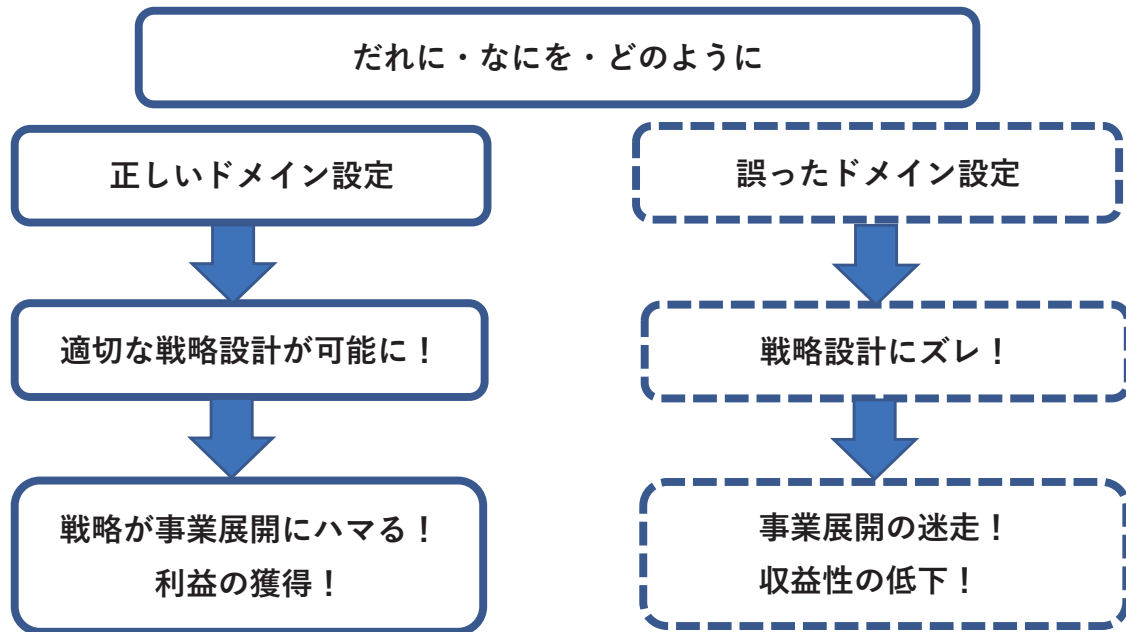 だれに・なにを・どのように
正しいドメイン設定
適切な戦略設計が可能に！
戦略が事業展開にハマる！
利益の獲得！
誤ったドメイン設定
戦略設計にズレ！
事業展開の迷走！
収益性の低下！